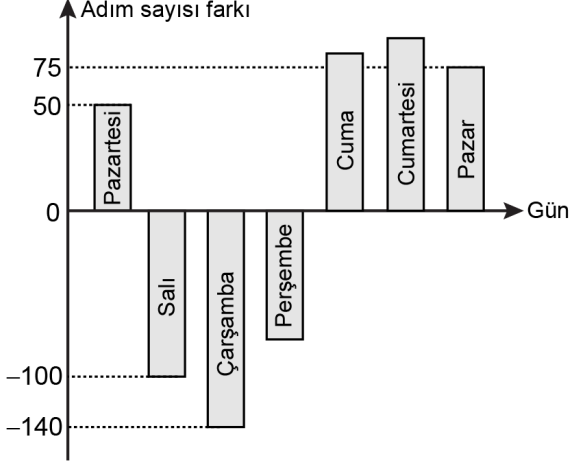 Adım sayısı farkı
75
50
0
Pazartesi
Salı
Çarşamba
Perşembe
Cuma
Cumartesi
Pazar
Gün
–100
–140